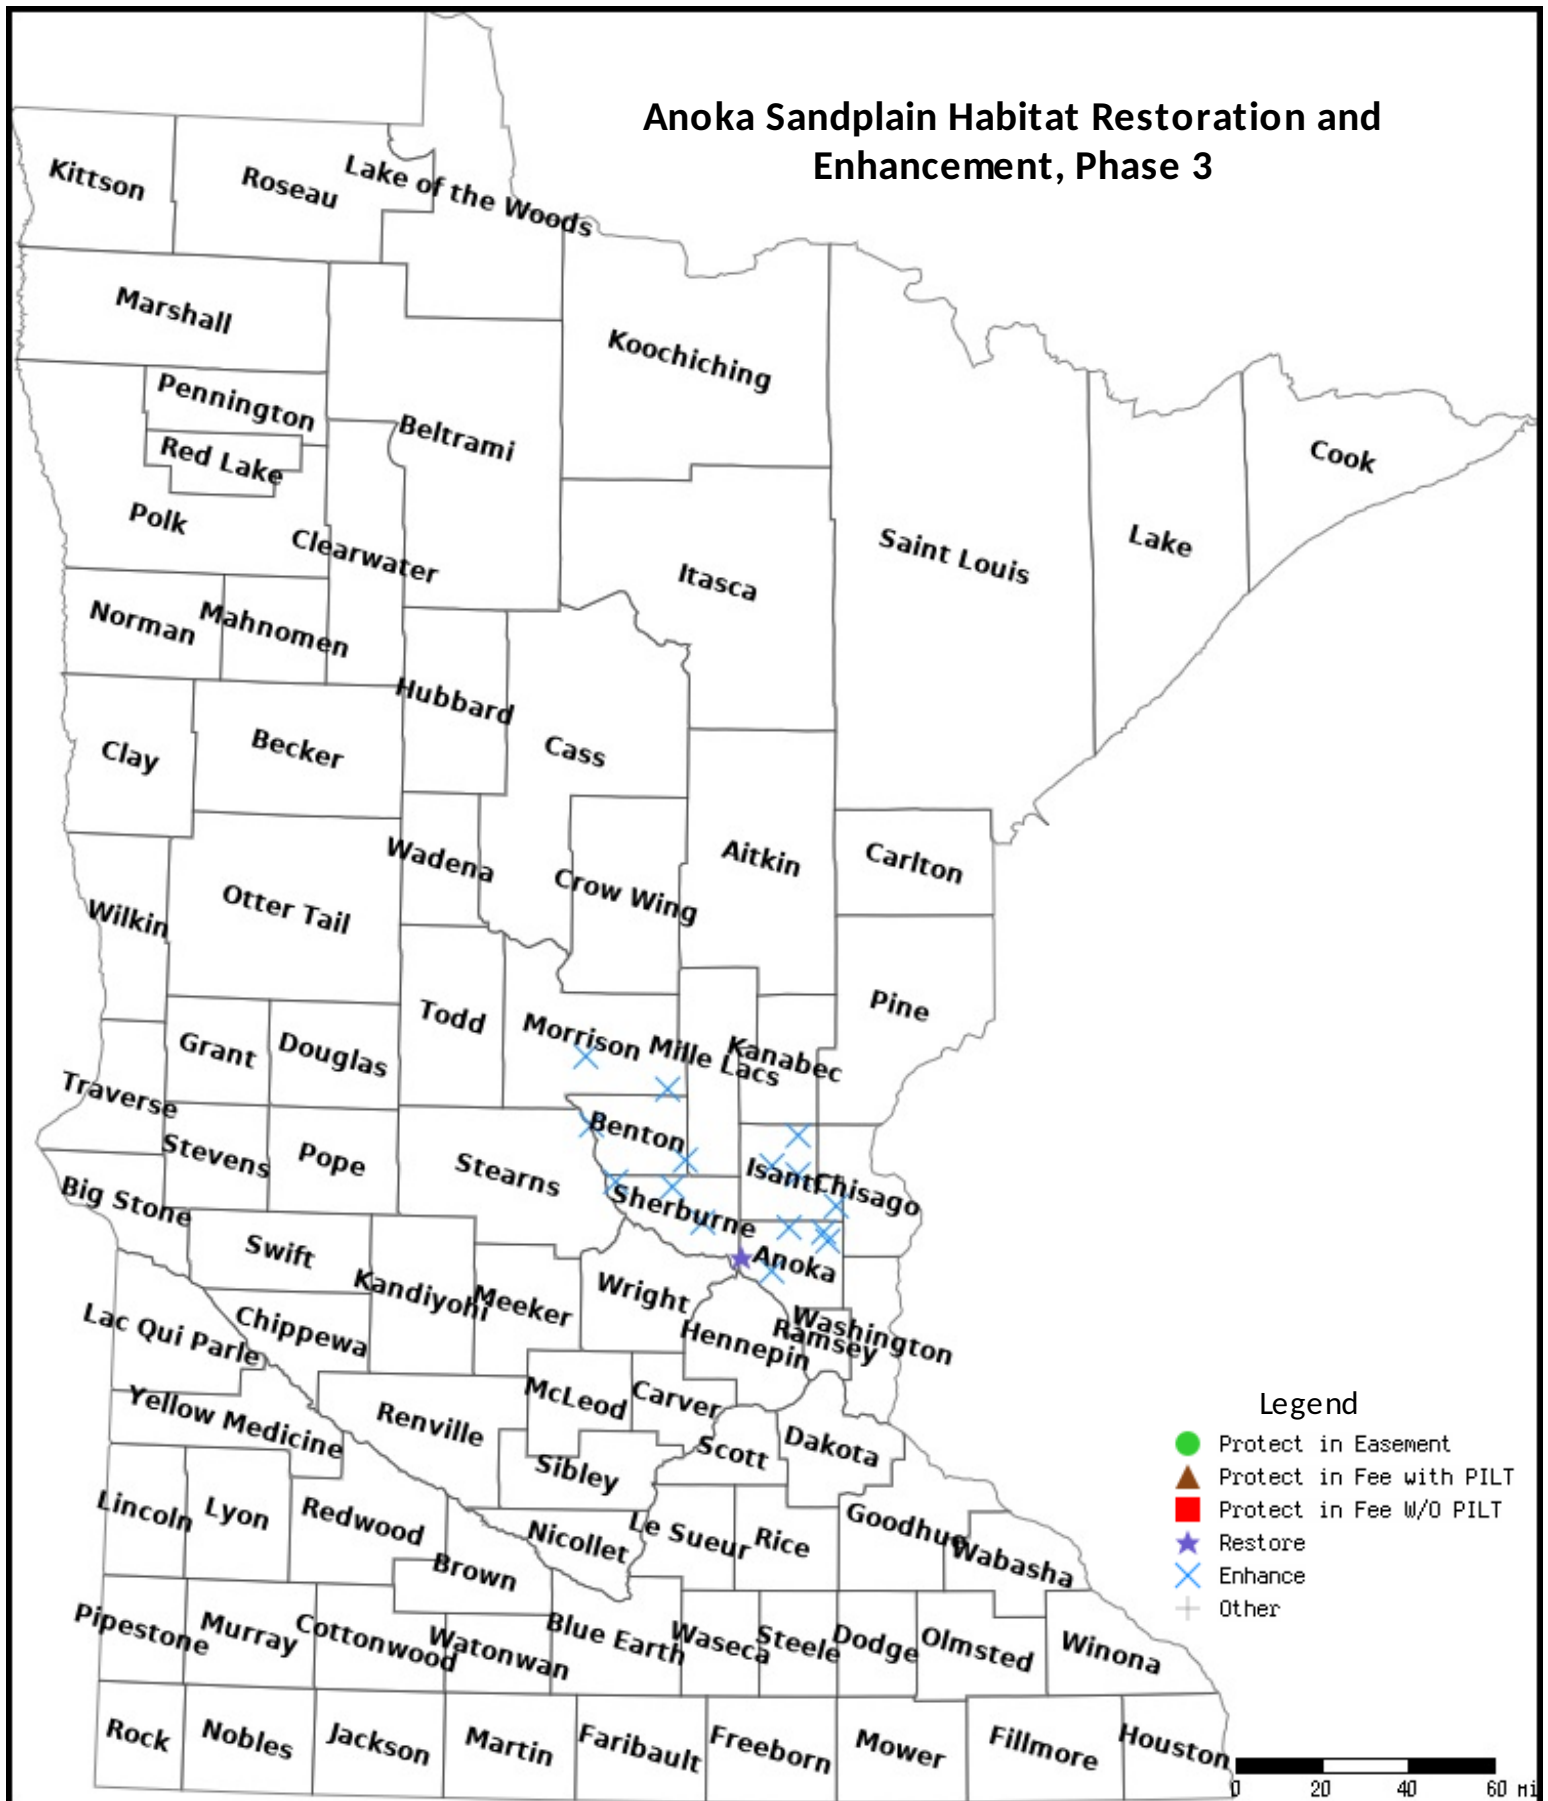 Anoka Sandplain Habitat Restoration and
Enhancement, Phase 3
Kittson
Roseau
Lake of the Woods
Marshall
Koochiching
Pennington
Beltrami
Red Lake
Cook
Polk
Clearwater
Saint Louis
Lake
Itasca
Norman
Mahnomen
Hubbard
Clay
Becker
Cass
Wadena
Aitkin
Carlton
Crow Wing
Wilkin
Otter Tail
Todd
Morrison
Pine
Grant
Douglas
Mille Lacs
Kanabec
Traverse
Benton
Stevens
Pope
Stearns
Isanti
Chisago
Big Stone
Sherburne
Swift
Anoka
Kandiyohi
Meeker
Wright
Lac Qui Parle
Chippewa
Hennepin
Ramsey
Washington
McLeod
Carver
Yellow Medicine
Renville
Scott
Dakota
Sibley
Lincoln
Lyon
Redwood
Nicollet
Le Sueur
Rice
Goodhue
Wabasha
Brown
Pipestone
Murray
Cottonwood
Watonwan
Blue Earth
Waseca
Steele
Dodge
Olmsted
Winona
Rock
Nobles
Jackson
Martin
Faribault
Freeborn
Mower
Fillmore
Houston
Legend
Protect in Easement
Protect in Fee with PILT
Protect in Fee W/O PILT
Restore
Enhance
Other
0 20 40 60 mi